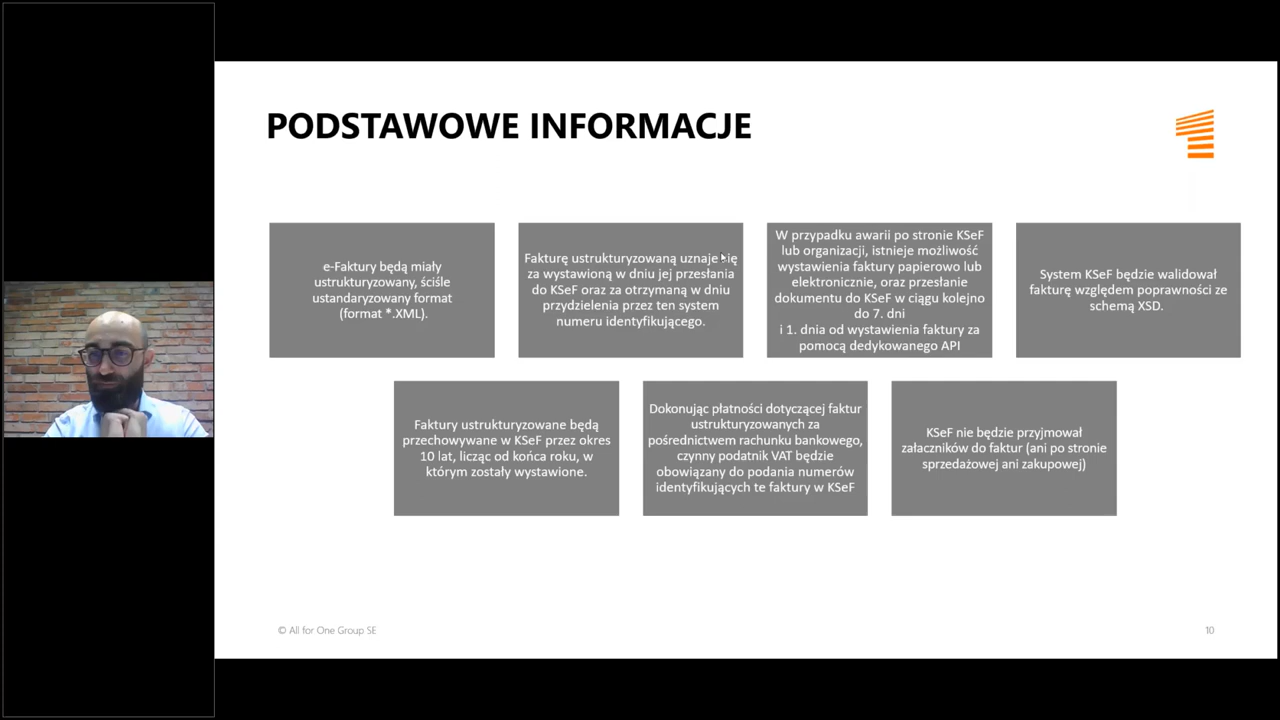 PODSTAWOWE INFORMACJE
e-Faktury będą miały
ustrukturyzowany, ściśle
ustandaryzowany format
(format *.XML).
Fakturę ustrukturyzowaną uznaje się
za wystawioną w dniu jej przesłania
do KSeF oraz za otrzymaną w dniu
przydzielenia przez ten system
numeru identyfikującego.
W przypadku awarii po stronie KSeF
lub organizacji, istnieje możliwość
wystawienia faktury papierowo lub
elektronicznie, oraz przesłanie
dokumentu do KSeF w ciągu kolejno
do 7. dni
i 1. dnia od wystawienia faktury za
pomocą dedykowanego API
System KSeF będzie walidował
fakturę względem poprawności ze
schemą XSD.
Faktury ustrukturyzowane będą
przechowywane w KSeF przez okres
10 lat, licząc od końca roku, w
którym zostały wystawione.
Dokonując płatności dotyczącej faktur
ustrukturyzowanych za
pośrednictwem rachunku bankowego,
czynny podatnik VAT będzie
obowiązany do podania numerów
identyfikujących te faktury w KSeF
KSeF nie będzie przyjmował
załaczników do faktur (ani po stronie
sprzedażowej ani zakupowej)
© All for One Group SE
10